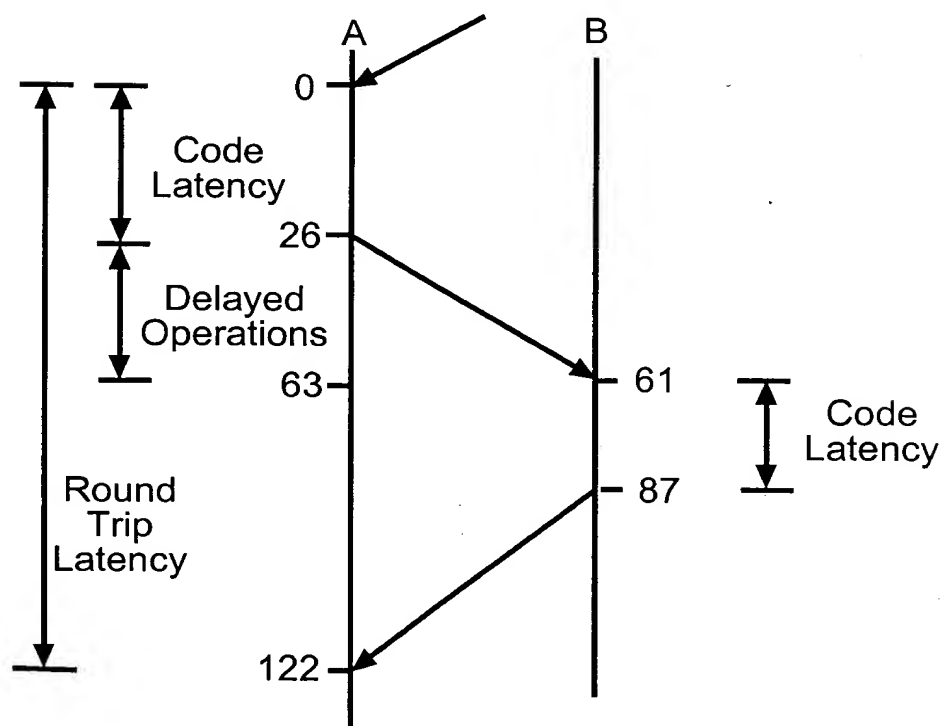 A
B
0
Code
Latency
26
Delayed
Operations
63
61
Code
Latency
87
Round
Trip
Latency
122